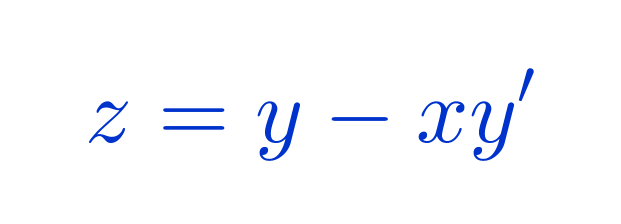 z = y − xy′